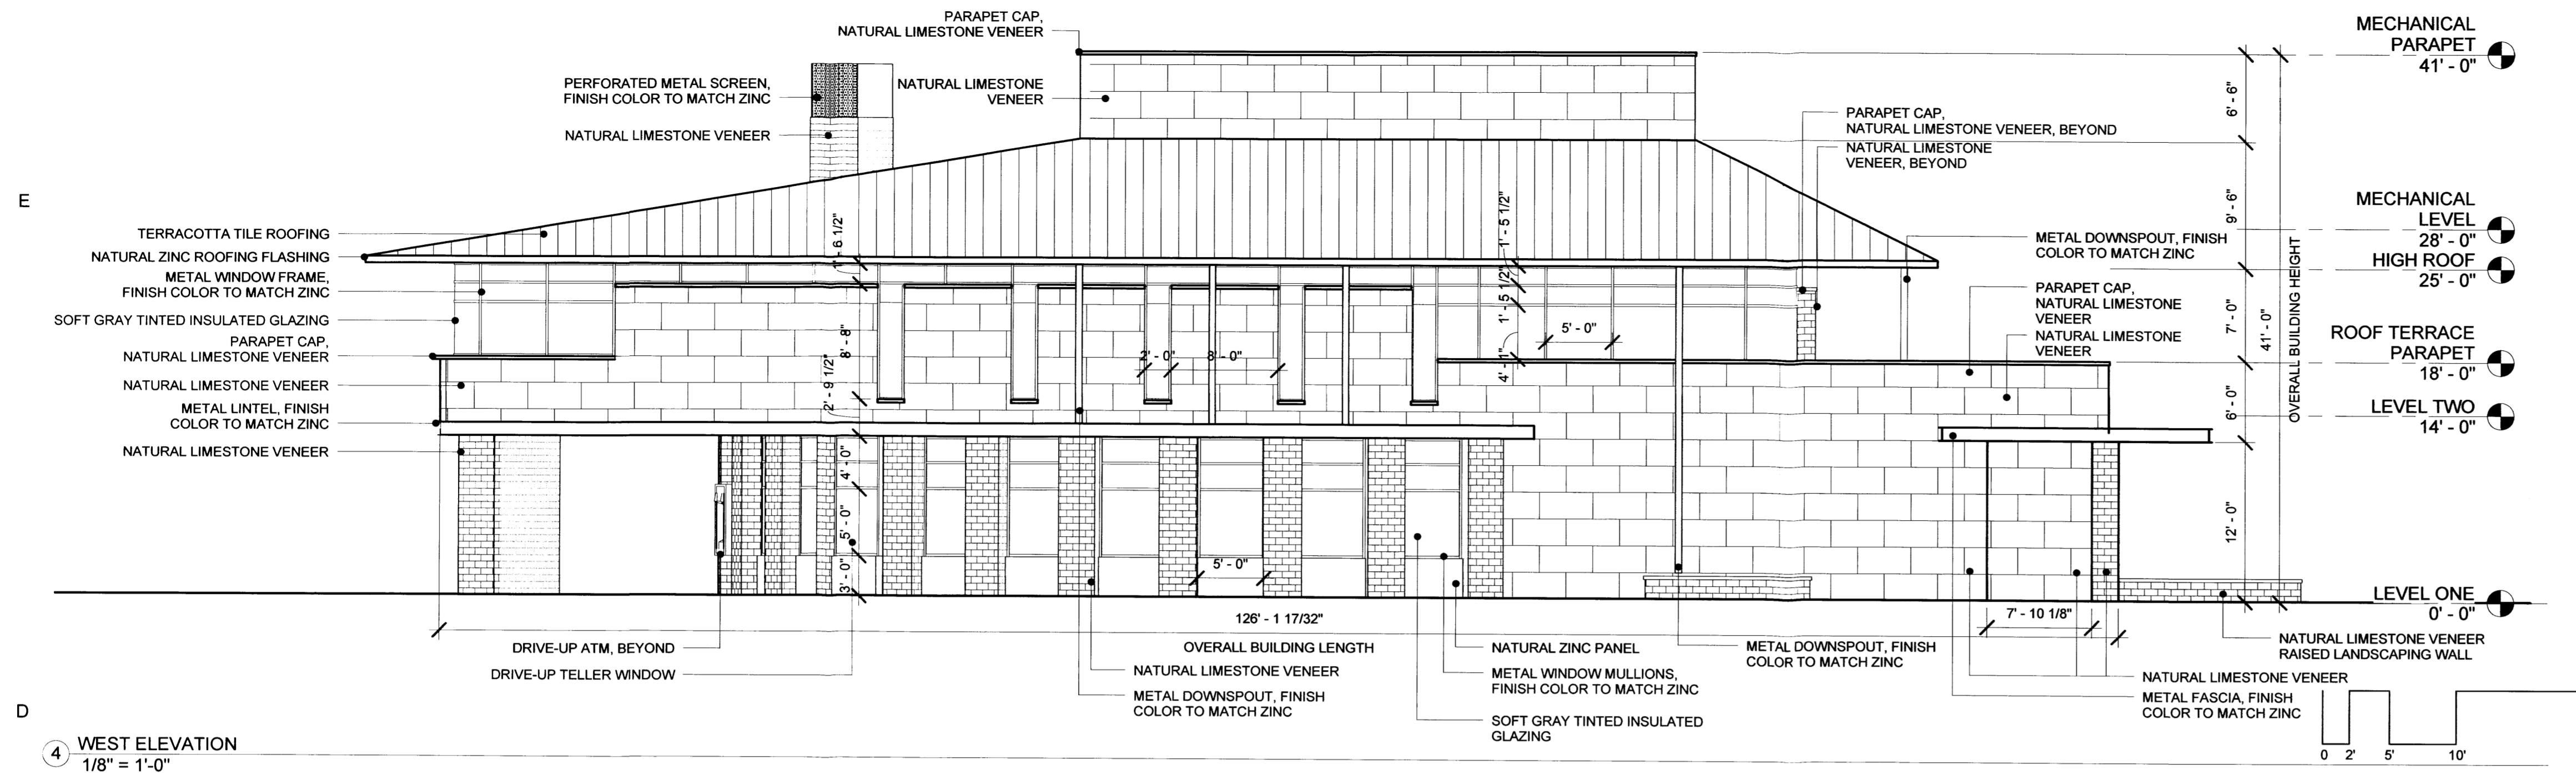 PARAPET CAP,
NATURAL LIMESTONE VENEER
PERFORATED METAL SCREEN,
FINISH COLOR TO MATCH ZINC
NATURAL LIMESTONE VENEER
NATURAL LIMESTONE
VENEER
E
TERRACOTTA TILE ROOFING
NATURAL ZINC ROOFING FLASHING
METAL WINDOW FRAME,
FINISH COLOR TO MATCH ZINC
SOFT GRAY TINTED INSULATED GLAZING
PARAPET CAP,
NATURAL LIMESTONE VENEER
NATURAL LIMESTONE VENEER
METAL LINTEL, FINISH
COLOR TO MATCH ZINC
NATURAL LIMESTONE VENEER
1' - 6 1/2"
8' - 8"
2' - 9 1/2"
4' - 0"
5' - 0"
3' - 0"
2' - 0"
8' - 0"
5' - 0"
1' - 5 1/2"
1' - 5 1/2"
4' - 1"
5' - 0"
PARAPET CAP,
NATURAL LIMESTONE VENEER, BEYOND
NATURAL LIMESTONE
VENEER, BEYOND
METAL DOWNSPOUT, FINISH
COLOR TO MATCH ZINC
PARAPET CAP,
NATURAL LIMESTONE
VENEER
NATURAL LIMESTONE
VENEER
6' - 6"
9' - 6"
7' - 0"
6' - 0"
12' - 0"
41' - 0"
OVERALL BUILDING HEIGHT
MECHANICAL
PARAPET
41' - 0"
MECHANICAL
LEVEL
28' - 0"
HIGH ROOF
25' - 0"
ROOF TERRACE
PARAPET
18' - 0"
LEVEL TWO
14' - 0"
LEVEL ONE
0' - 0"
126' - 1 17/32"
OVERALL BUILDING LENGTH
7' - 10 1/8"
DRIVE-UP ATM, BEYOND
DRIVE-UP TELLER WINDOW
NATURAL LIMESTONE VENEER
METAL DOWNSPOUT, FINISH
COLOR TO MATCH ZINC
NATURAL ZINC PANEL
METAL WINDOW MULLIONS,
FINISH COLOR TO MATCH ZINC
SOFT GRAY TINTED INSULATED
GLAZING
METAL DOWNSPOUT, FINISH
COLOR TO MATCH ZINC
NATURAL LIMESTONE VENEER
RAISED LANDSCAPING WALL
NATURAL LIMESTONE VENEER
METAL FASCIA, FINISH
COLOR TO MATCH ZINC
D
4 WEST ELEVATION
1/8" = 1'-0"
0 2' 5' 10'